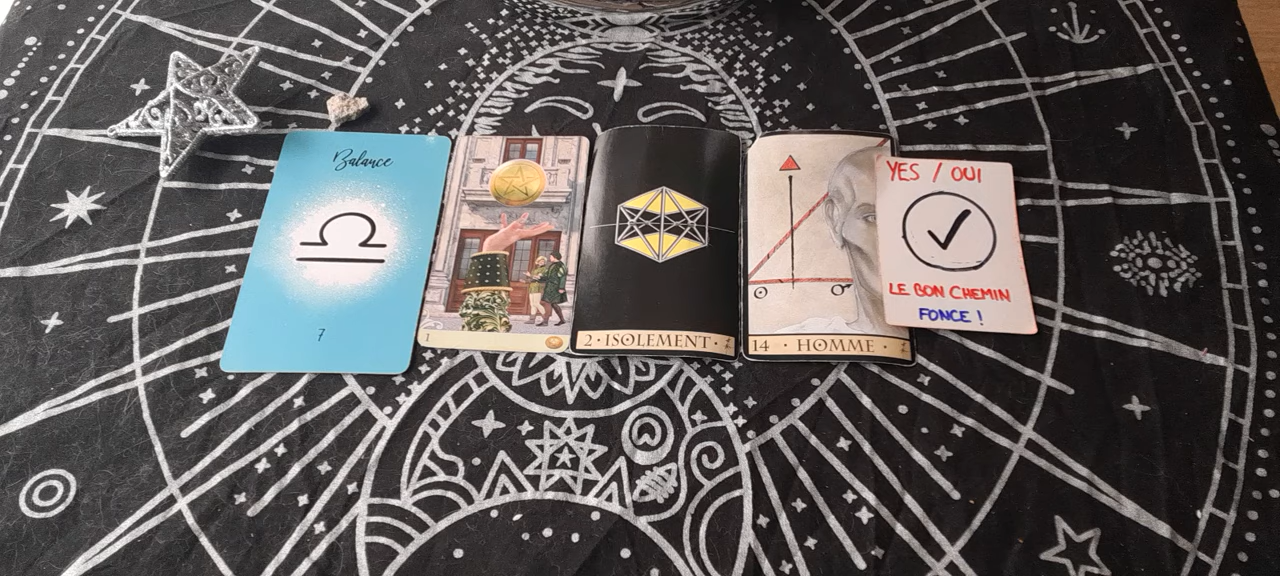 Balance
7
1
2 · ISOLEMENT ·
14 · HOMME ·
YES / OUI
LE BON CHEMIN
FONCE !